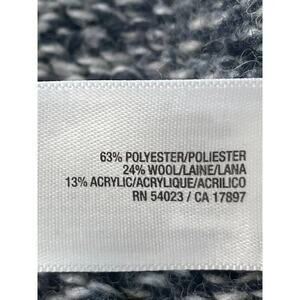 63% POLYESTER/POLIESTER
24% WOOL/LAINE/LANA
13% ACRYLIC/ACRYLIQUE/ACRILICO
RN 54023 / CA 17897